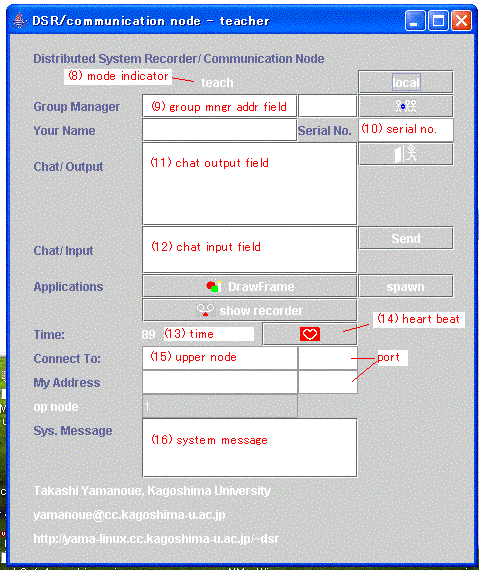 DSR/communication node - teacher
Distributed System Recorder/ Communication Node
(8) mode indicator teach local
Group Manager (9) group mngr addr field
Your Name Serial No. (10) serial no.
Chat/ Output (11) chat output field
Chat/ Input (12) chat input field Send
Applications DrawFrame spawn
show recorder
(14) heart beat
Time: 89 (13) time
Connect To: (15) upper node port
My Address
op node 1
Sys. Message (16) system message
Takashi Yamanoue, Kagoshima University
yamanoue@cc.kagoshima-u.ac.jp
http://yama-linux.cc.kagoshima-u.ac.jp/~dsr